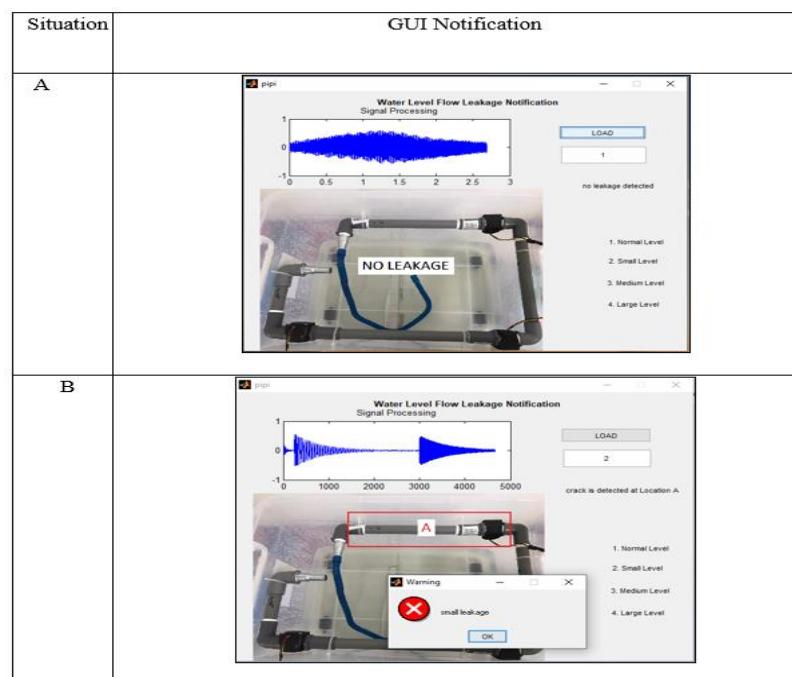 Situation GUI Notification
A
pipi
Water Level Flow Leakage Notification
Signal Processing
1
0
-1
0 0.5 1 1.5 2 2.5 3
LOAD
1
no leakage detected
NO LEAKAGE
1. Normal Level
2. Small Level
3. Medium Level
4. Large Level
B
pipi
Water Level Flow Leakage Notification
Signal Processing
1
0
-1
0 1000 2000 3000 4000 5000
LOAD
2
crack is detected at Location A
A
1. Normal Level
2. Small Level
3. Medium Level
4. Large Level
Warning
small leakage
OK